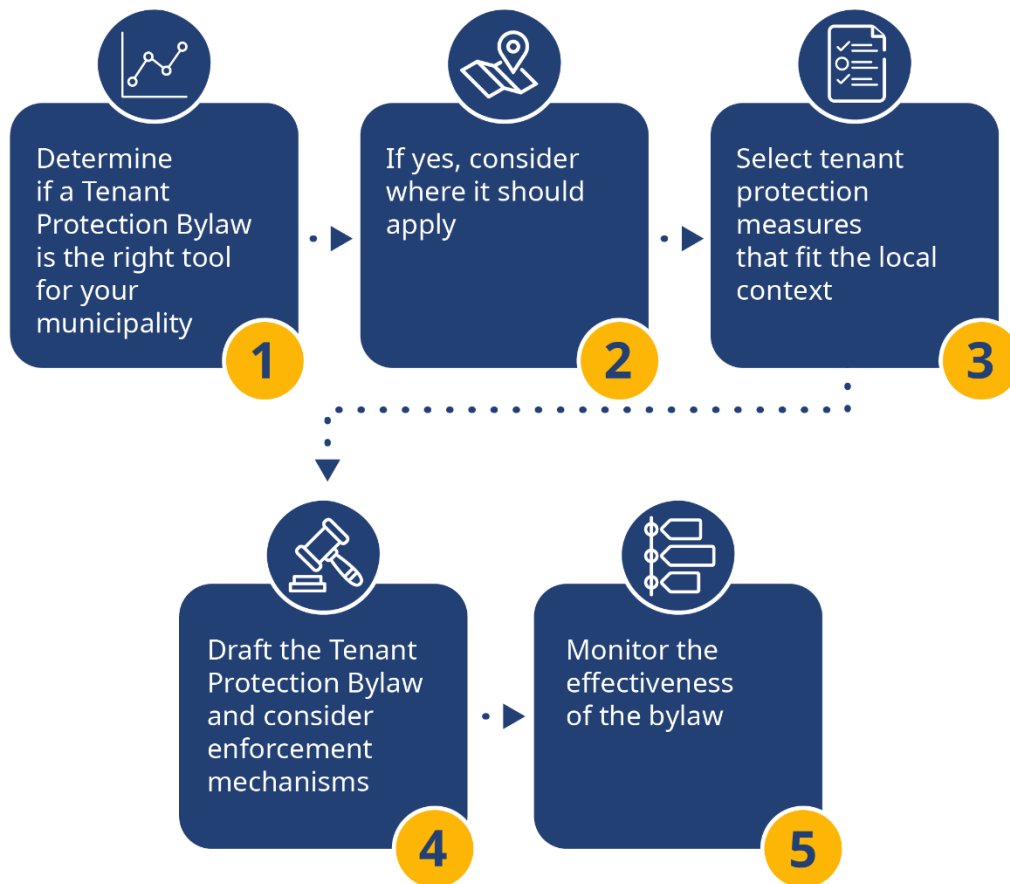 Determine
if a Tenant
Protection Bylaw
is the right tool
for your
municipality
1
If yes, consider
where it should
apply
2
Select tenant
protection
measures
that fit the local
context
3
Draft the Tenant
Protection Bylaw
and consider
enforcement
mechanisms
4
Monitor the
effectiveness
of the bylaw
5